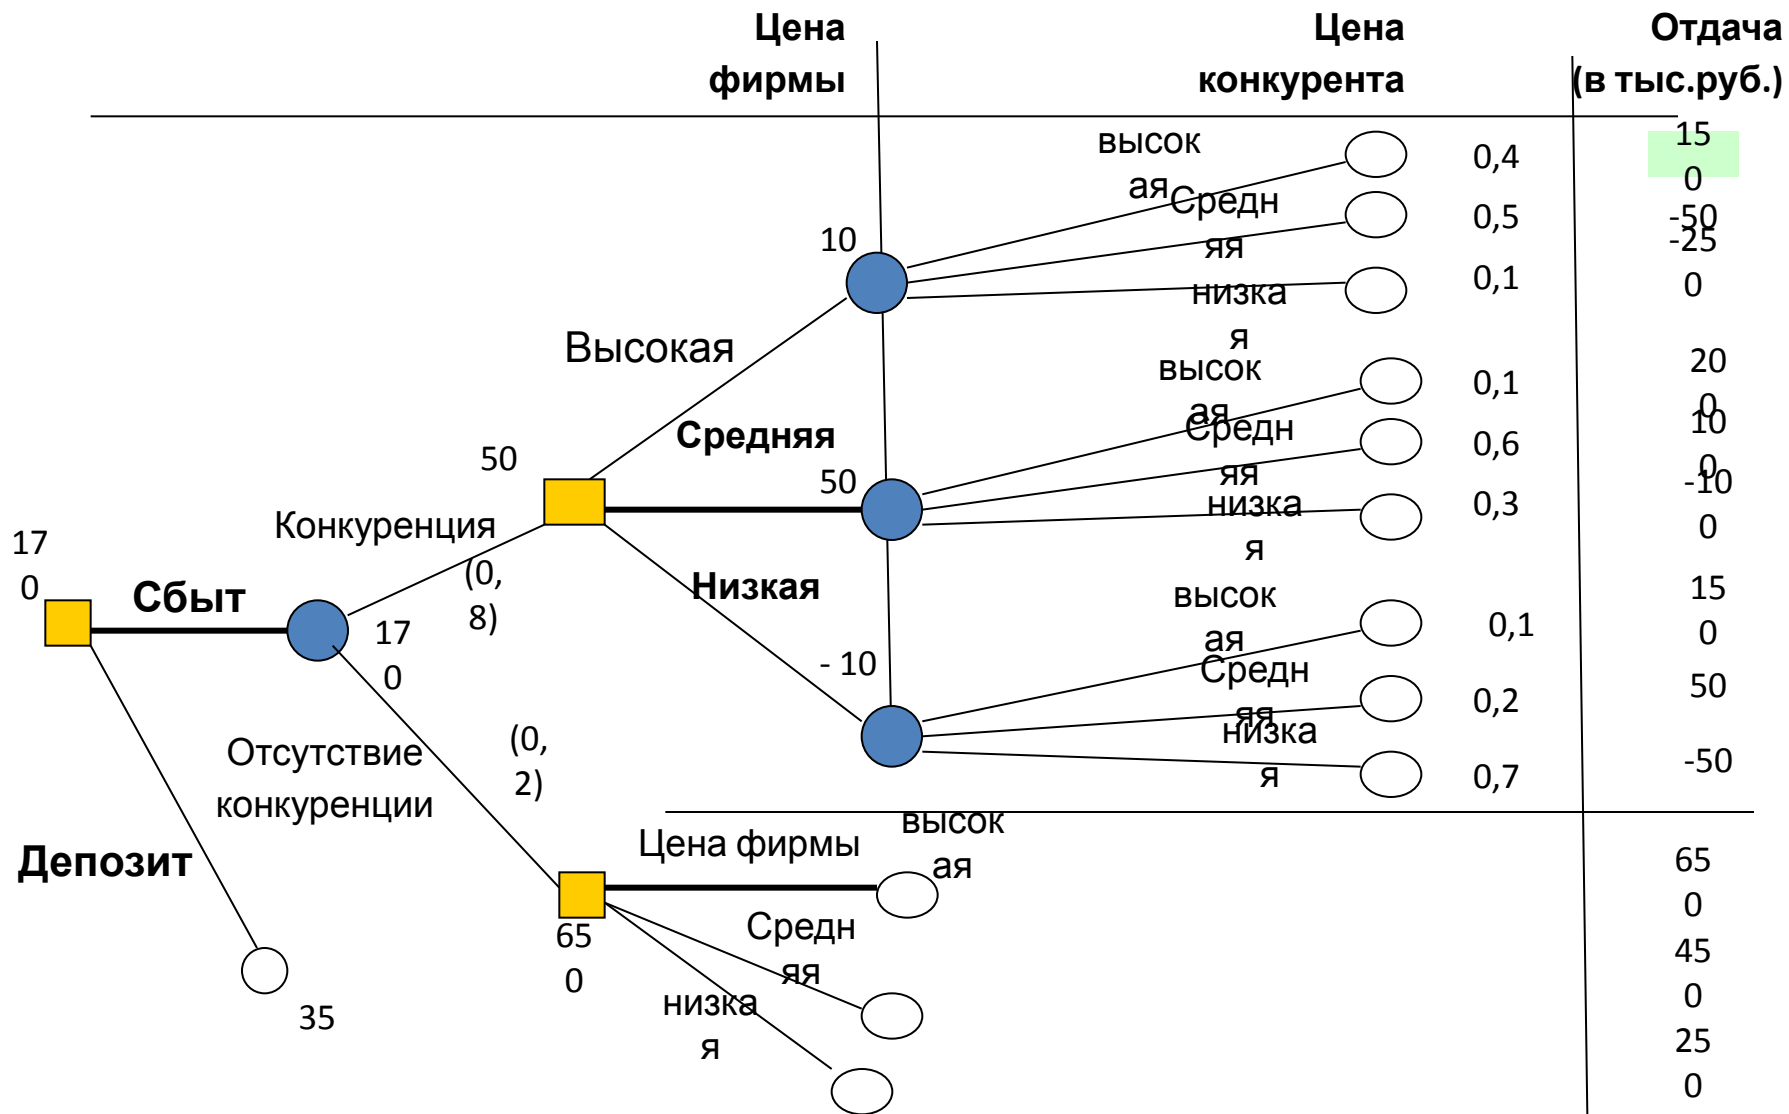 Цена
фирмы
Цена
конкурента
Отдача
(в тыс.руб.)
высок
ая
0,4
15
0
Средн
яя
0,5
-50
10
низка
я
0,1
-25
0
Высокая
высок
ая
0,1
20
0
Средняя
Средн
яя
0,6
10
0
50
50
низка
я
0,3
-10
0
Конкуренция
(0,
8)
17
0
Сбыт
17
0
Низкая
высок
ая
0,1
15
0
- 10
Средн
яя
0,2
50
низка
я
0,7
-50
Отсутствие
конкуренции
(0,
2)
Депозит
35
Цена фирмы
высок
ая
65
0
65
0
Средн
яя
45
0
низка
я
25
0